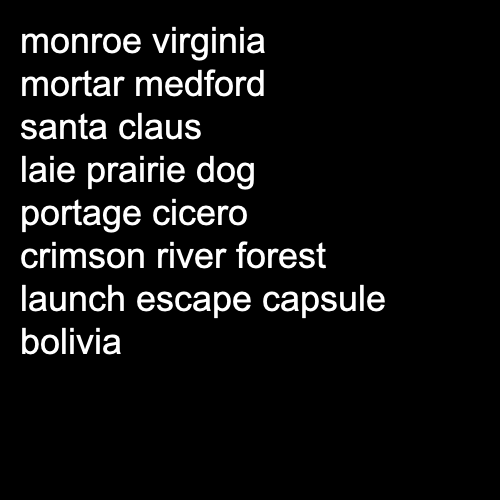 monroe virginia
mortar medford
santa claus
laie prairie dog
portage cicero
crimson river forest
launch escape capsule
bolivia